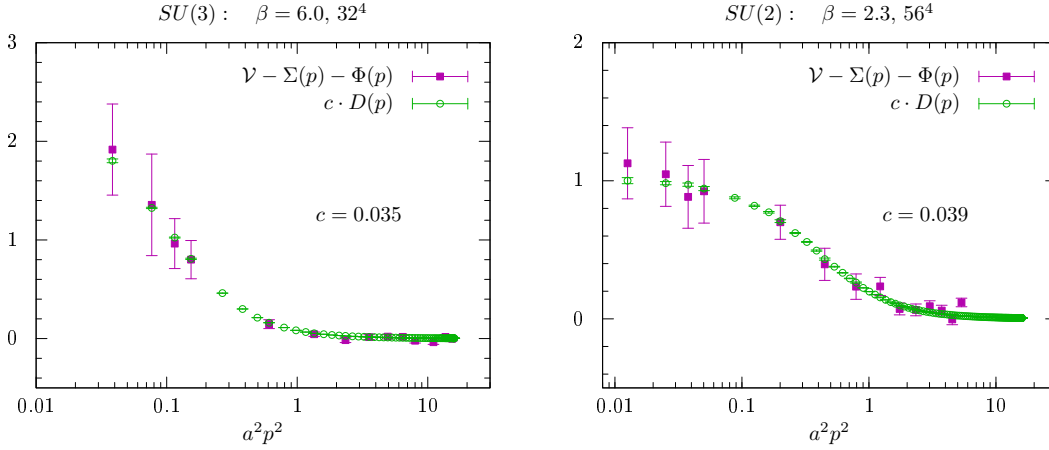 SU(3) : β = 6.0, 32⁴
3
2
1
0
0.01
0.1
1
10
a²p²
𝒱 − Σ(p) − Φ(p)
c · D(p)
c = 0.035
SU(2) : β = 2.3, 56⁴
2
1
0
0.01
0.1
1
10
a²p²
𝒱 − Σ(p) − Φ(p)
c · D(p)
c = 0.039